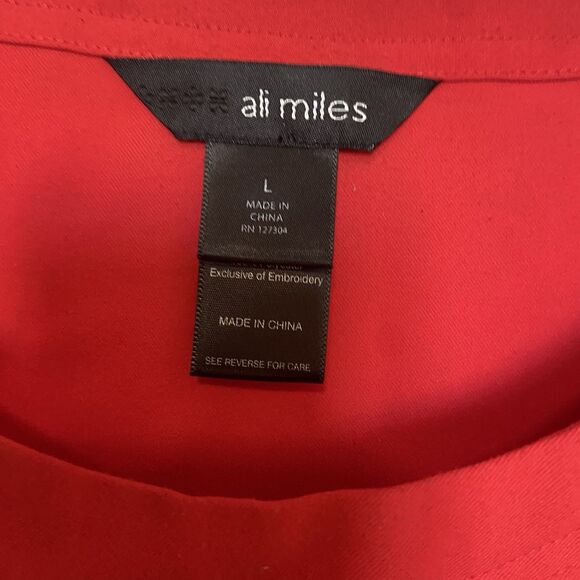 ali miles
L
MADE IN
CHINA
RN 127304
Exclusive of Embroidery
MADE IN CHINA
SEE REVERSE FOR CARE